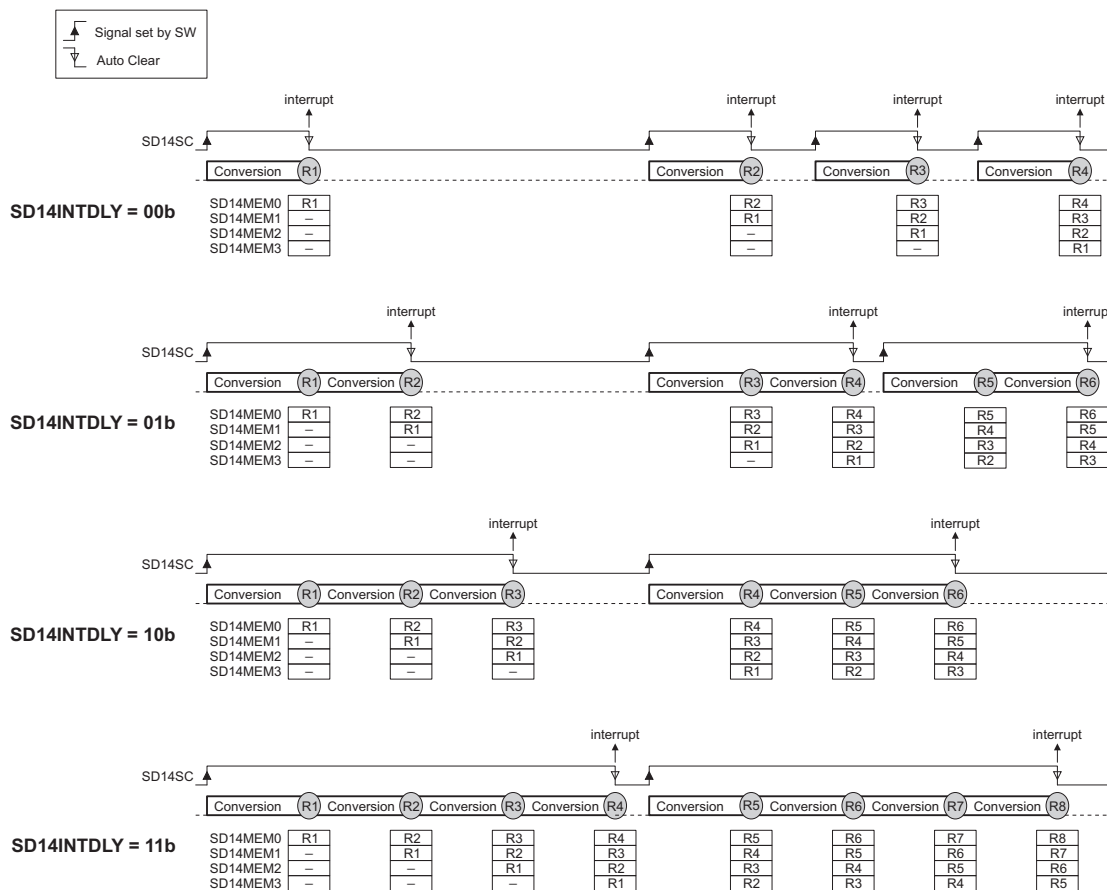 Signal set by SW
Auto Clear
interrupt interrupt interrupt interrupt
SD14SC
Conversion R1 Conversion R2 Conversion R3 Conversion R4
SD14INTDLY = 00b
SD14MEM0 R1 R2 R3 R4
SD14MEM1 – R1 R2 R3
SD14MEM2 – – R1 R2
SD14MEM3 – – – R1
interrupt interrupt interrupt
SD14SC
Conversion R1 Conversion R2 Conversion R3 Conversion R4 Conversion R5 Conversion R6
SD14INTDLY = 01b
SD14MEM0 R1 R2 R3 R4 R5 R6
SD14MEM1 – R1 R2 R3 R4 R5
SD14MEM2 – – R1 R2 R3 R4
SD14MEM3 – – – R1 R2 R3
interrupt interrupt
SD14SC
Conversion R1 Conversion R2 Conversion R3 Conversion R4 Conversion R5 Conversion R6
SD14INTDLY = 10b
SD14MEM0 R1 R2 R3 R4 R5 R6
SD14MEM1 – R1 R2 R3 R4 R5
SD14MEM2 – – R1 R2 R3 R4
SD14MEM3 – – – R1 R2 R3
interrupt interrupt
SD14SC
Conversion R1 Conversion R2 Conversion R3 Conversion R4 Conversion R5 Conversion R6 Conversion R7 Conversion R8
SD14INTDLY = 11b
SD14MEM0 R1 R2 R3 R4 R5 R6 R7 R8
SD14MEM1 – R1 R2 R3 R4 R5 R6 R7
SD14MEM2 – – R1 R2 R3 R4 R5 R6
SD14MEM3 – – – R1 R2 R3 R4 R5